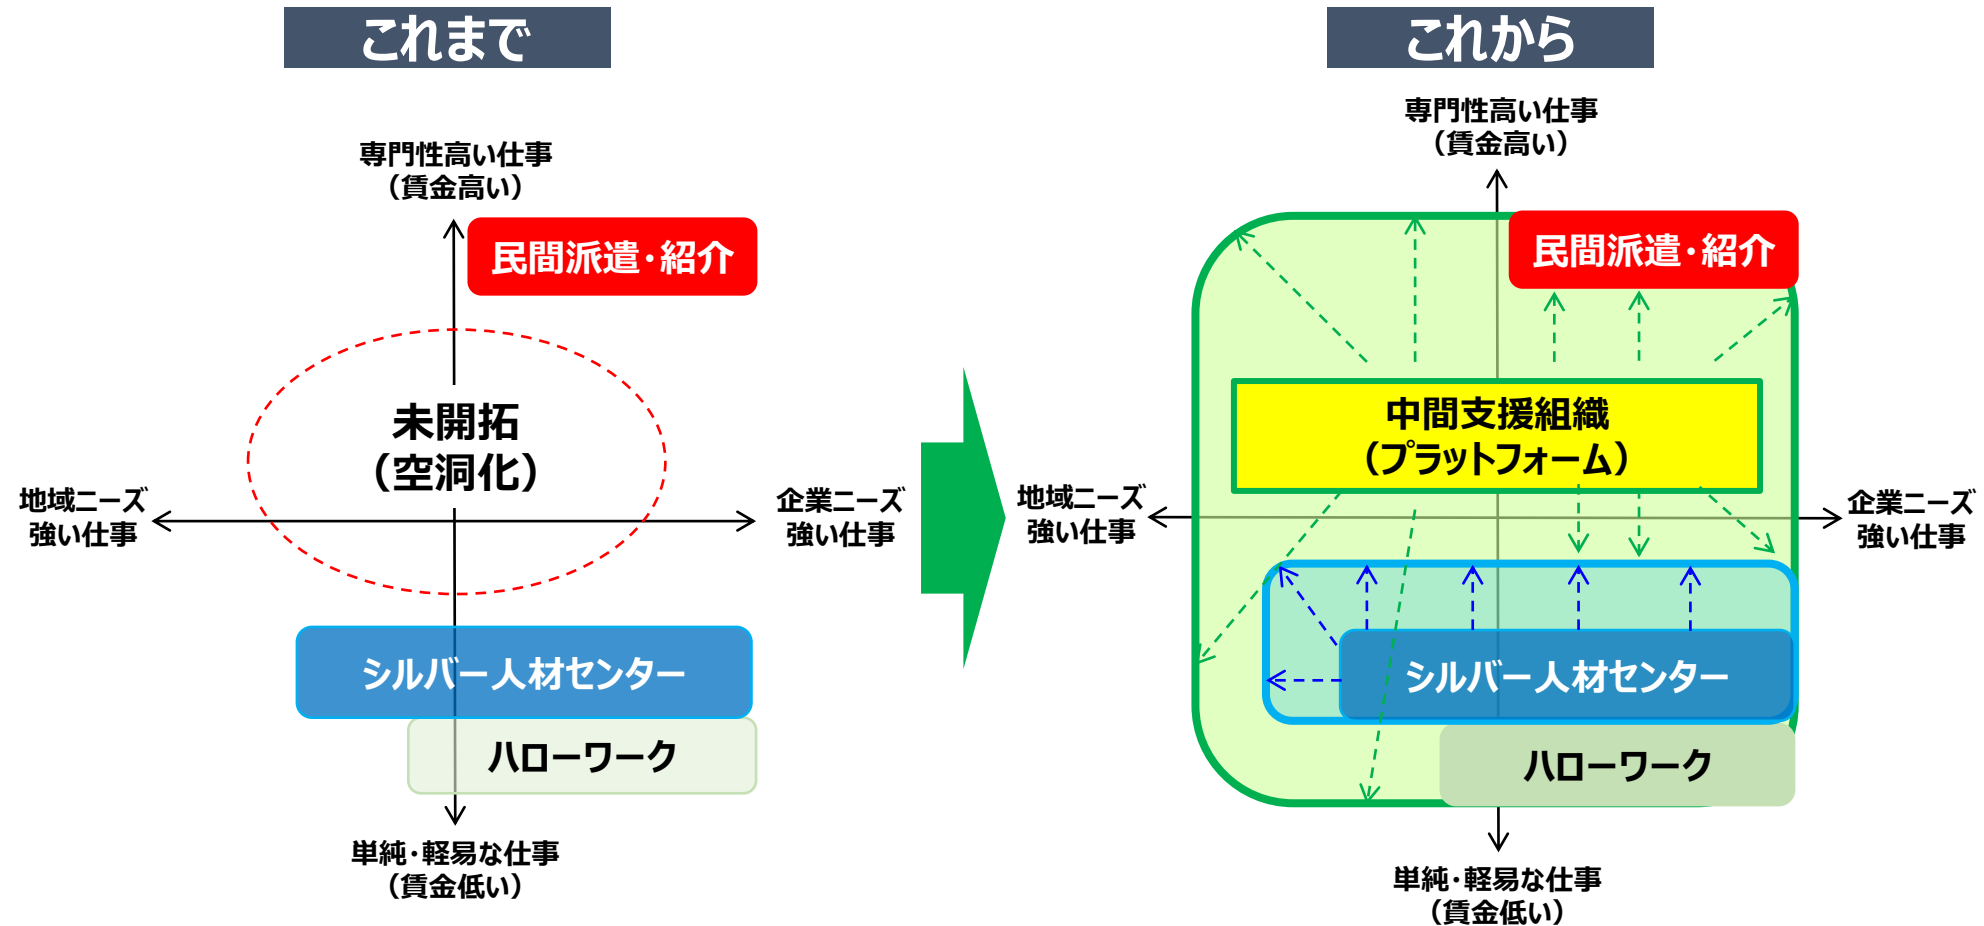 これまで
専門性高い仕事
（賃金高い）
民間派遣・紹介
未開拓
（空洞化）
地域ニーズ
強い仕事
企業ニーズ
強い仕事
シルバー人材センター
ハローワーク
単純・軽易な仕事
（賃金低い）
これから
専門性高い仕事
（賃金高い）
民間派遣・紹介
中間支援組織
（プラットフォーム）
地域ニーズ
強い仕事
企業ニーズ
強い仕事
シルバー人材センター
ハローワーク
単純・軽易な仕事
（賃金低い）